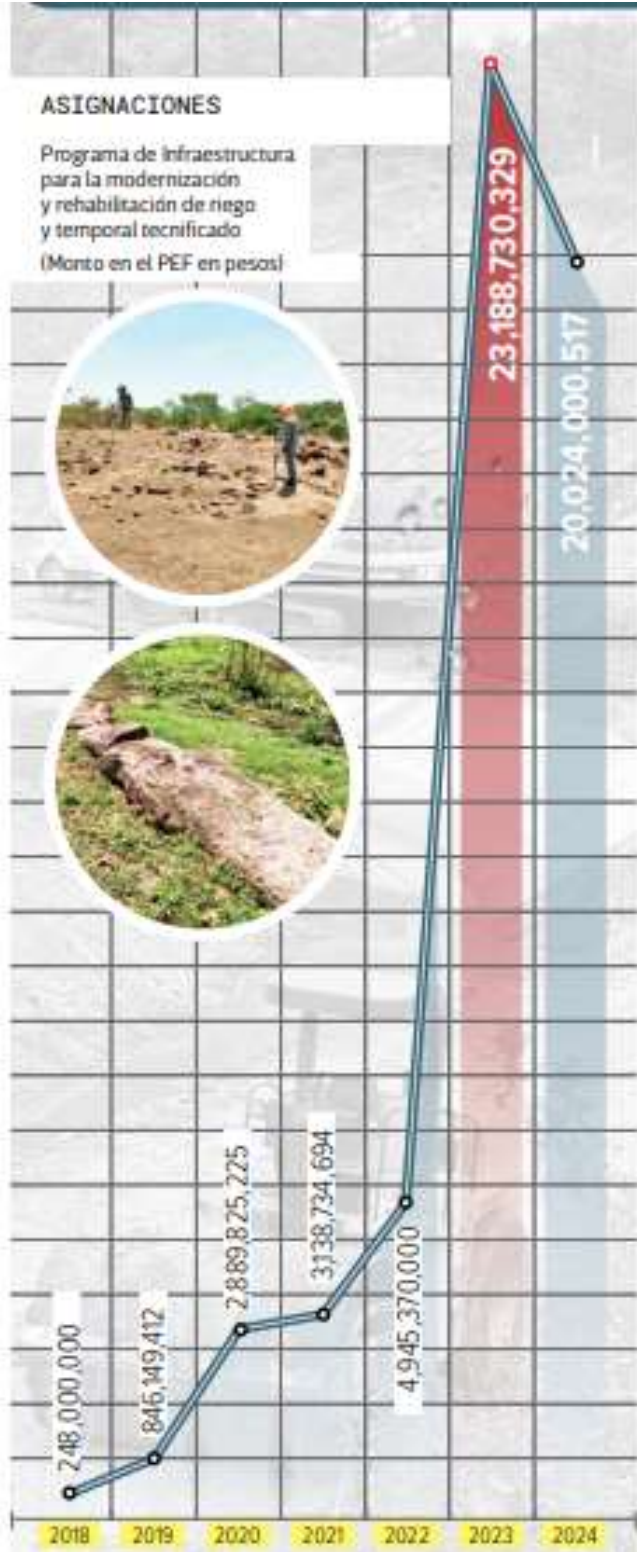 ASIGNACIONES
Programa de Infraestructura
para la modernización
y rehabilitación de riego
y temporal tecnificado
(Monto en el PEF en pesos)
248,000,000
846,149,412
2,889,825,225
3,138,734,694
4,945,370,000
23,188,730,329
20,024,000,517
2018
2019
2020
2021
2022
2023
2024